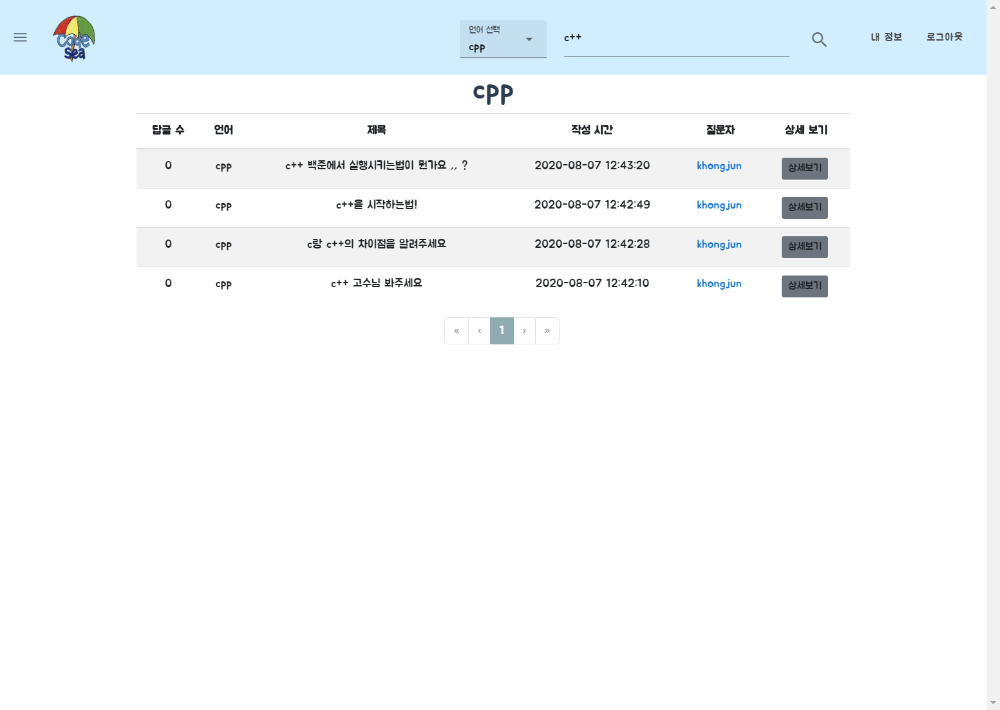 Code
Sea
언어 선택
cpp
c++
내 정보
로그아웃
cpp
답글 수 언어 제목 작성 시간 질문자 상세 보기
0 cpp c++ 백준에서 실행시키는법이 뭔가요 ,, ? 2020-08-07 12:43:20 khongjun 상세보기
0 cpp c++을 시작하는법! 2020-08-07 12:42:49 khongjun 상세보기
0 cpp c랑 c++의 차이점을 알려주세요 2020-08-07 12:42:28 khongjun 상세보기
0 cpp c++ 고수님 봐주세요 2020-08-07 12:42:10 khongjun 상세보기
« ‹ 1 › »